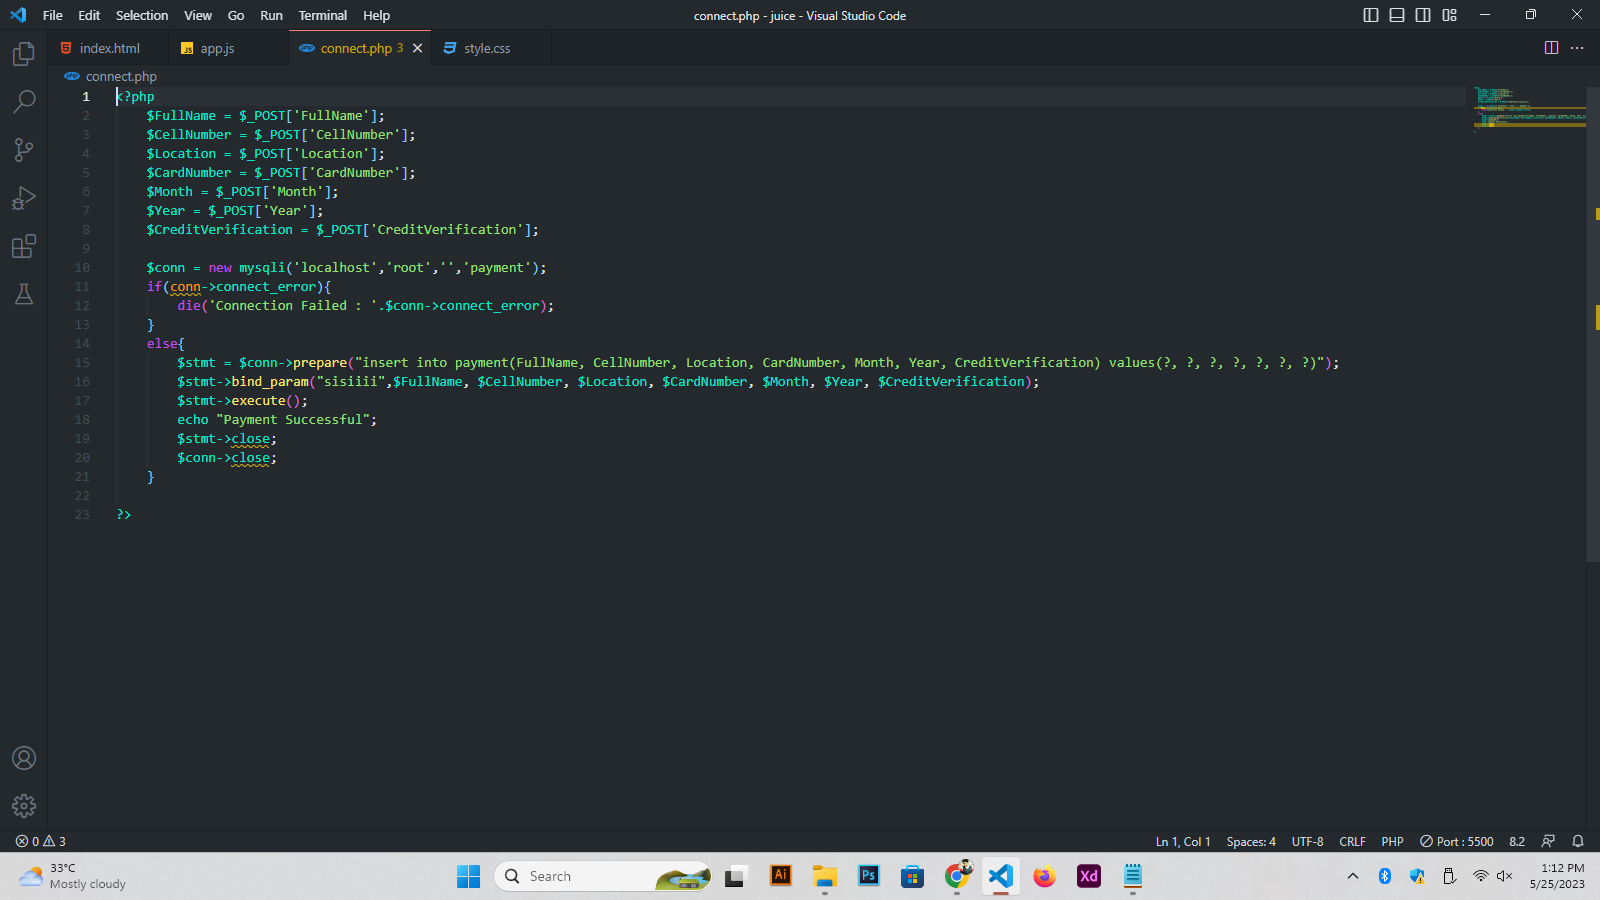 File Edit Selection View Go Run Terminal Help
connect.php - juice - Visual Studio Code
index.html
JS app.js
php connect.php 3
style.css
php connect.php
1 <?php
2 $FullName = $_POST['FullName'];
3 $CellNumber = $_POST['CellNumber'];
4 $Location = $_POST['Location'];
5 $CardNumber = $_POST['CardNumber'];
6 $Month = $_POST['Month'];
7 $Year = $_POST['Year'];
8 $CreditVerification = $_POST['CreditVerification'];
9
10 $conn = new mysqli('localhost','root','','payment');
11 if(conn->connect_error){
12 die('Connection Failed : '.$conn->connect_error);
13 }
14 else{
15 $stmt = $conn->prepare("insert into payment(FullName, CellNumber, Location, CardNumber, Month, Year, CreditVerification) values(?, ?, ?, ?, ?, ?, ?)");
16 $stmt->bind_param("sisiiii",$FullName, $CellNumber, $Location, $CardNumber, $Month, $Year, $CreditVerification);
17 $stmt->execute();
18 echo "Payment Successful";
19 $stmt->close;
20 $conn->close;
21 }
22
23 ?>
0 3
Ln 1, Col 1 Spaces: 4 UTF-8 CRLF PHP Port : 5500 8.2
33°C
Mostly cloudy
Search
Ai
Ps
Xd
1:12 PM
5/25/2023